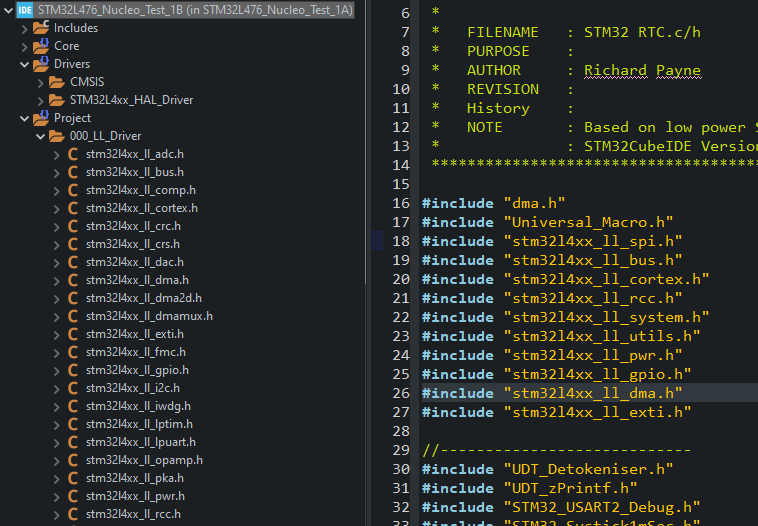 IDE STM32L476_Nucleo_Test_1B (in STM32L476_Nucleo_Test_1A)
Includes
Core
Drivers
CMSIS
STM32L4xx_HAL_Driver
Project
000_LL_Driver
stm32l4xx_ll_adc.h
stm32l4xx_ll_bus.h
stm32l4xx_ll_comp.h
stm32l4xx_ll_cortex.h
stm32l4xx_ll_crc.h
stm32l4xx_ll_crs.h
stm32l4xx_ll_dac.h
stm32l4xx_ll_dma.h
stm32l4xx_ll_dma2d.h
stm32l4xx_ll_dmamux.h
stm32l4xx_ll_exti.h
stm32l4xx_ll_fmc.h
stm32l4xx_ll_gpio.h
stm32l4xx_ll_i2c.h
stm32l4xx_ll_iwdg.h
stm32l4xx_ll_lptim.h
stm32l4xx_ll_lpuart.h
stm32l4xx_ll_opamp.h
stm32l4xx_ll_pka.h
stm32l4xx_ll_pwr.h
stm32l4xx_ll_rcc.h
6 *
7 * FILENAME : STM32 RTC.c/h
8 * PURPOSE :
9 * AUTHOR : Richard Payne
10 * REVISION :
11 * History :
12 * NOTE : Based on low power S
13 * : STM32CubeIDE Version
14 *************************************
15
16 #include "dma.h"
17 #include "Universal_Macro.h"
18 #include "stm32l4xx_ll_spi.h"
19 #include "stm32l4xx_ll_bus.h"
20 #include "stm32l4xx_ll_cortex.h"
21 #include "stm32l4xx_ll_rcc.h"
22 #include "stm32l4xx_ll_system.h"
23 #include "stm32l4xx_ll_utils.h"
24 #include "stm32l4xx_ll_pwr.h"
25 #include "stm32l4xx_ll_gpio.h"
26 #include "stm32l4xx_ll_dma.h"
27 #include "stm32l4xx_ll_exti.h"
28
29 //----------------------------
30 #include "UDT_Detokeniser.h"
31 #include "UDT_zPrintf.h"
32 #include "STM32_USART2_Debug.h"
33 #include "STM32_Systick1mSec.h"